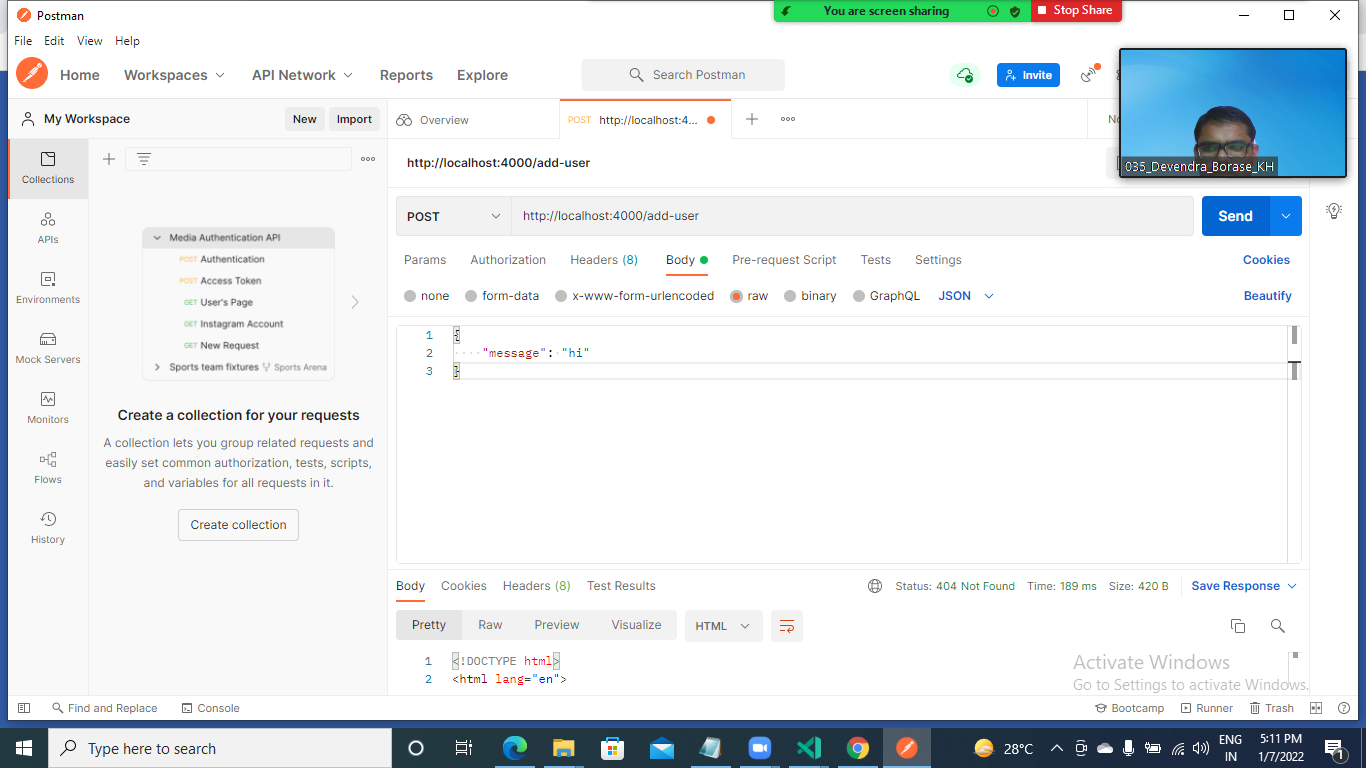 Postman
You are screen sharing
Stop Share
File Edit View Help
Home Workspaces API Network Reports Explore
Search Postman
Invite
My Workspace
New Import
Overview
POST http://localhost:4...
No
Collections
APIs
Environments
Mock Servers
Monitors
Flows
History
Media Authentication API
POST Authentication
POST Access Token
GET User's Page
GET Instagram Account
GET New Request
Sports team fixtures Sports Arena
Create a collection for your requests
A collection lets you group related requests and
easily set common authorization, tests, scripts,
and variables for all requests in it.
Create collection
http://localhost:4000/add-user
035_Devendra_Borase_KH
POST http://localhost:4000/add-user Send
Params Authorization Headers (8) Body Pre-request Script Tests Settings Cookies
none form-data x-www-form-urlencoded raw binary GraphQL JSON Beautify
1 {
2 "message": "hi"
3 }
Body Cookies Headers (8) Test Results Status: 404 Not Found Time: 189 ms Size: 420 B Save Response
Pretty Raw Preview Visualize HTML
1 <!DOCTYPE html>
2 <html lang="en">
Activate Windows
Go to Settings to activate Windows.
Find and Replace Console Bootcamp Runner Trash
Type here to search
28°C
ENG
IN
5:11 PM
1/7/2022
1